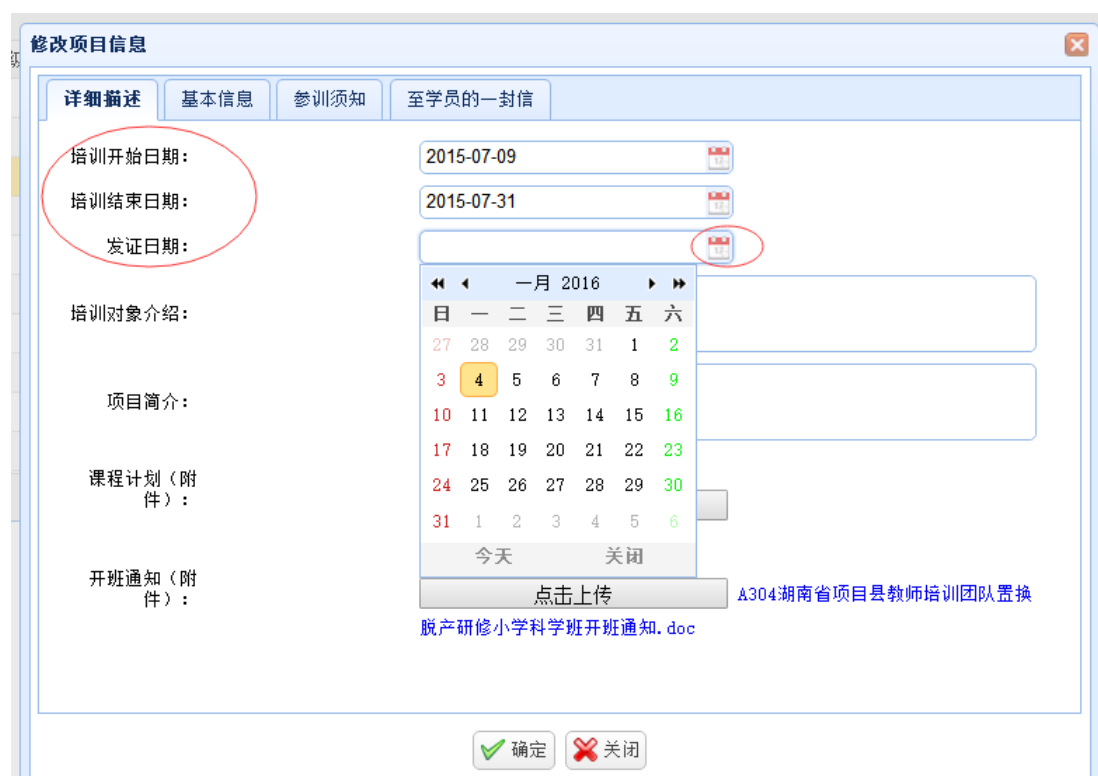 修改项目信息
详细描述 基本信息 参训须知 至学员的一封信
培训开始日期： 2015-07-09
培训结束日期： 2015-07-31
发证日期：
一月 2016
日 一 二 三 四 五 六
27 28 29 30 31 1 2
3 4 5 6 7 8 9
10 11 12 13 14 15 16
17 18 19 20 21 22 23
24 25 26 27 28 29 30
31 1 2 3 4 5 6
今天 关闭
培训对象介绍：
项目简介：
课程计划（附
件）：
开班通知（附
件）：
点击上传 A304湖南省项目县教师培训团队置换
脱产研修小学科学班开班通知.doc
确定 关闭